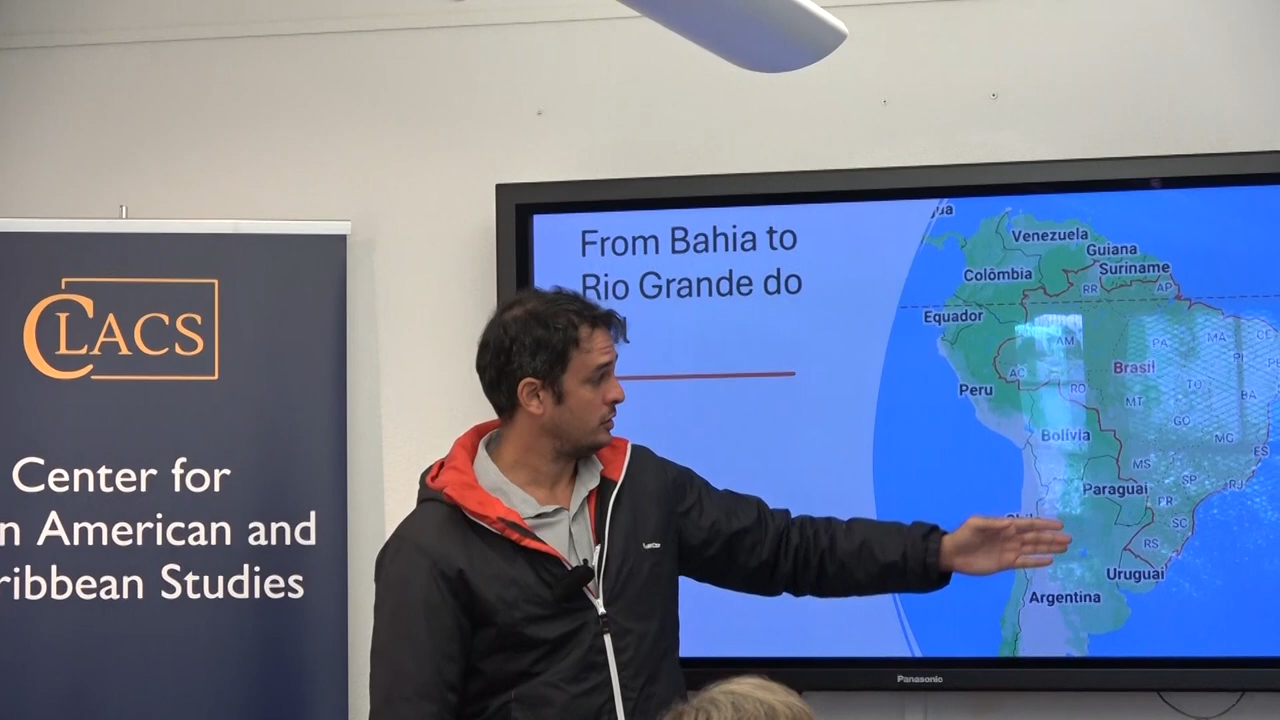 CLACS
Center for
n American and
ribbean Studies
From Bahia to
Rio Grande do
Venezuela
Guiana
Colômbia
Suriname
RR
AP
Equador
AM
PA
MA
CE
Brasil
PI
AC
Peru
RO
TO
BA
MT
GO
Bolívia
MG
ES
MS
SP
RJ
Paraguai
PR
SC
RS
Uruguai
Argentina
Panasonic